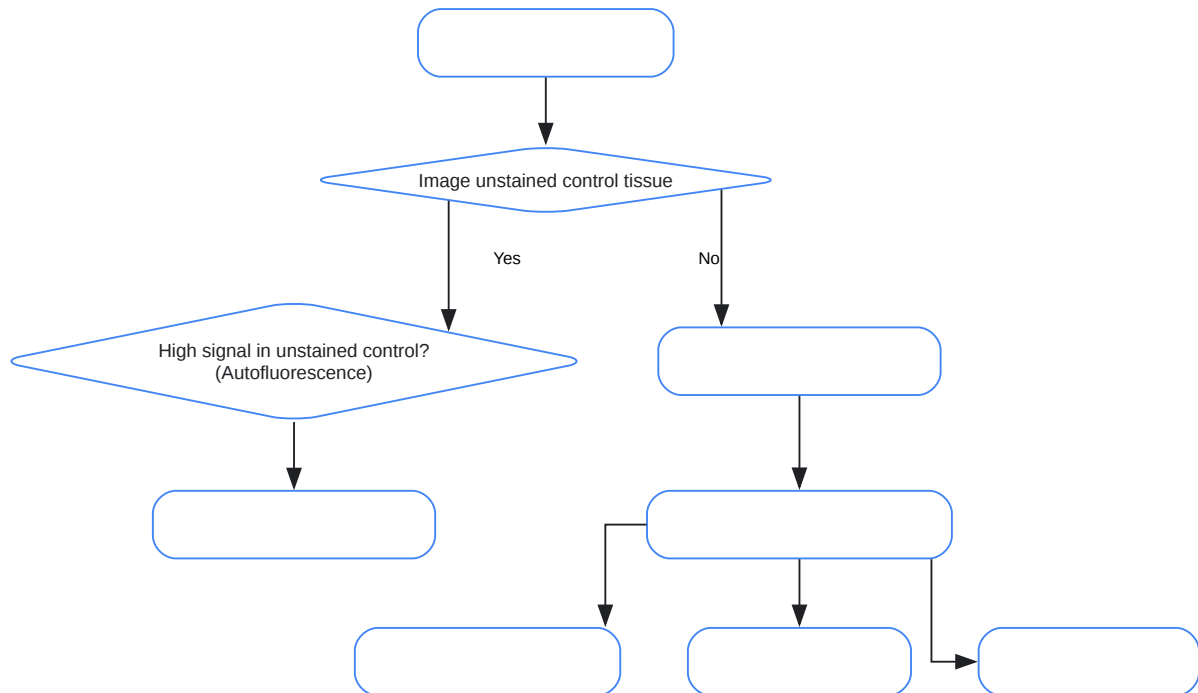 Image unstained control tissue
Yes
No
High signal in unstained control?
(Autofluorescence)